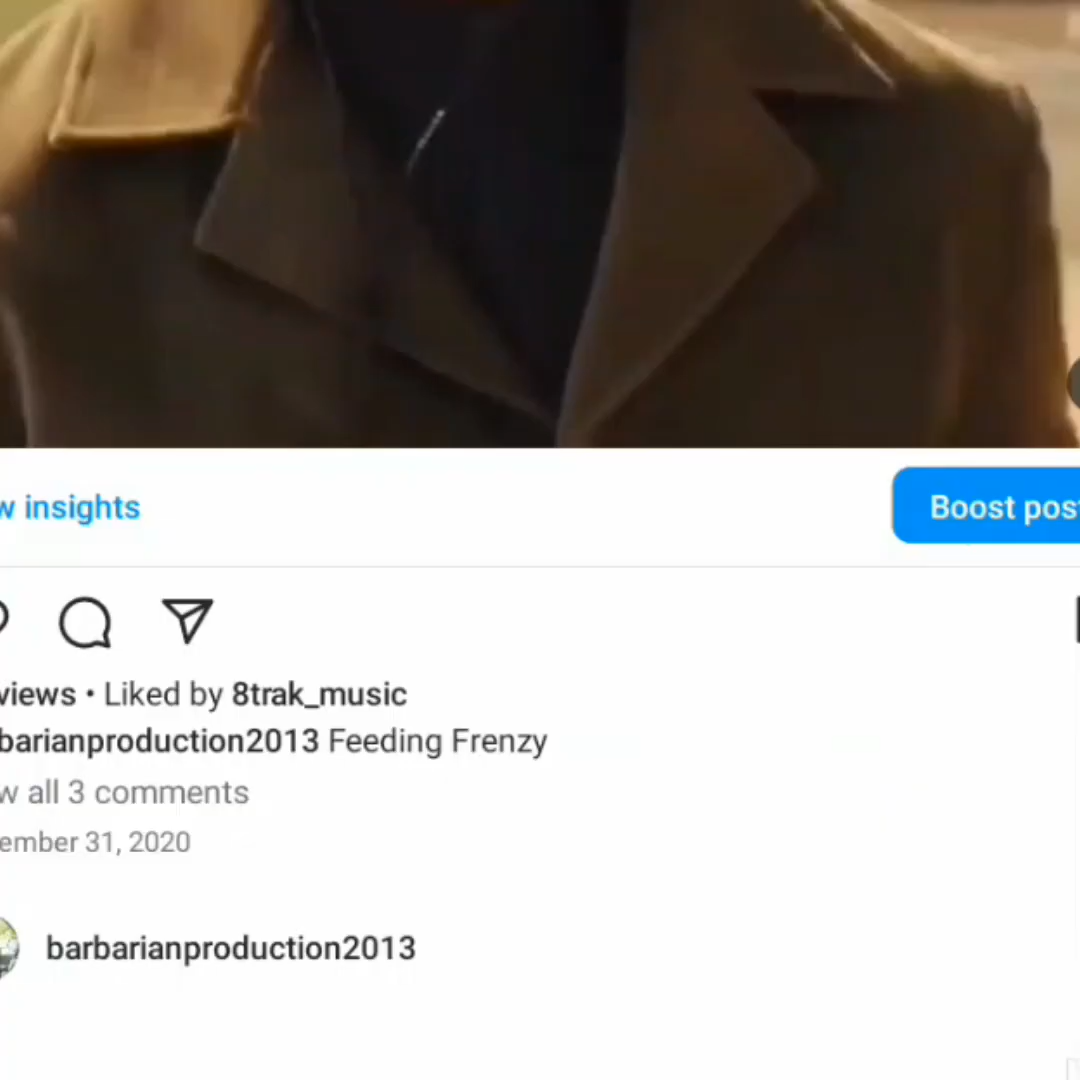 w insights
Boost pos
views • Liked by 8trak_music
barianproduction2013 Feeding Frenzy
w all 3 comments
ember 31, 2020
barbarianproduction2013